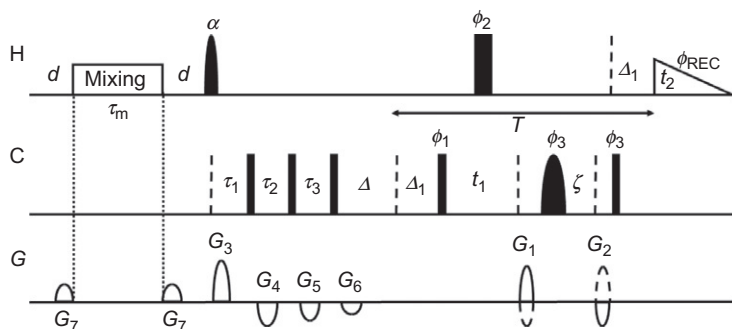 H d Mixing d α ϕ2 Δ1 t2 ϕREC
τm
T
C τ1 τ2 τ3 Δ Δ1 ϕ1 t1 ϕ3 ζ ϕ3
G G7 G7 G3 G4 G5 G6 G1 G2